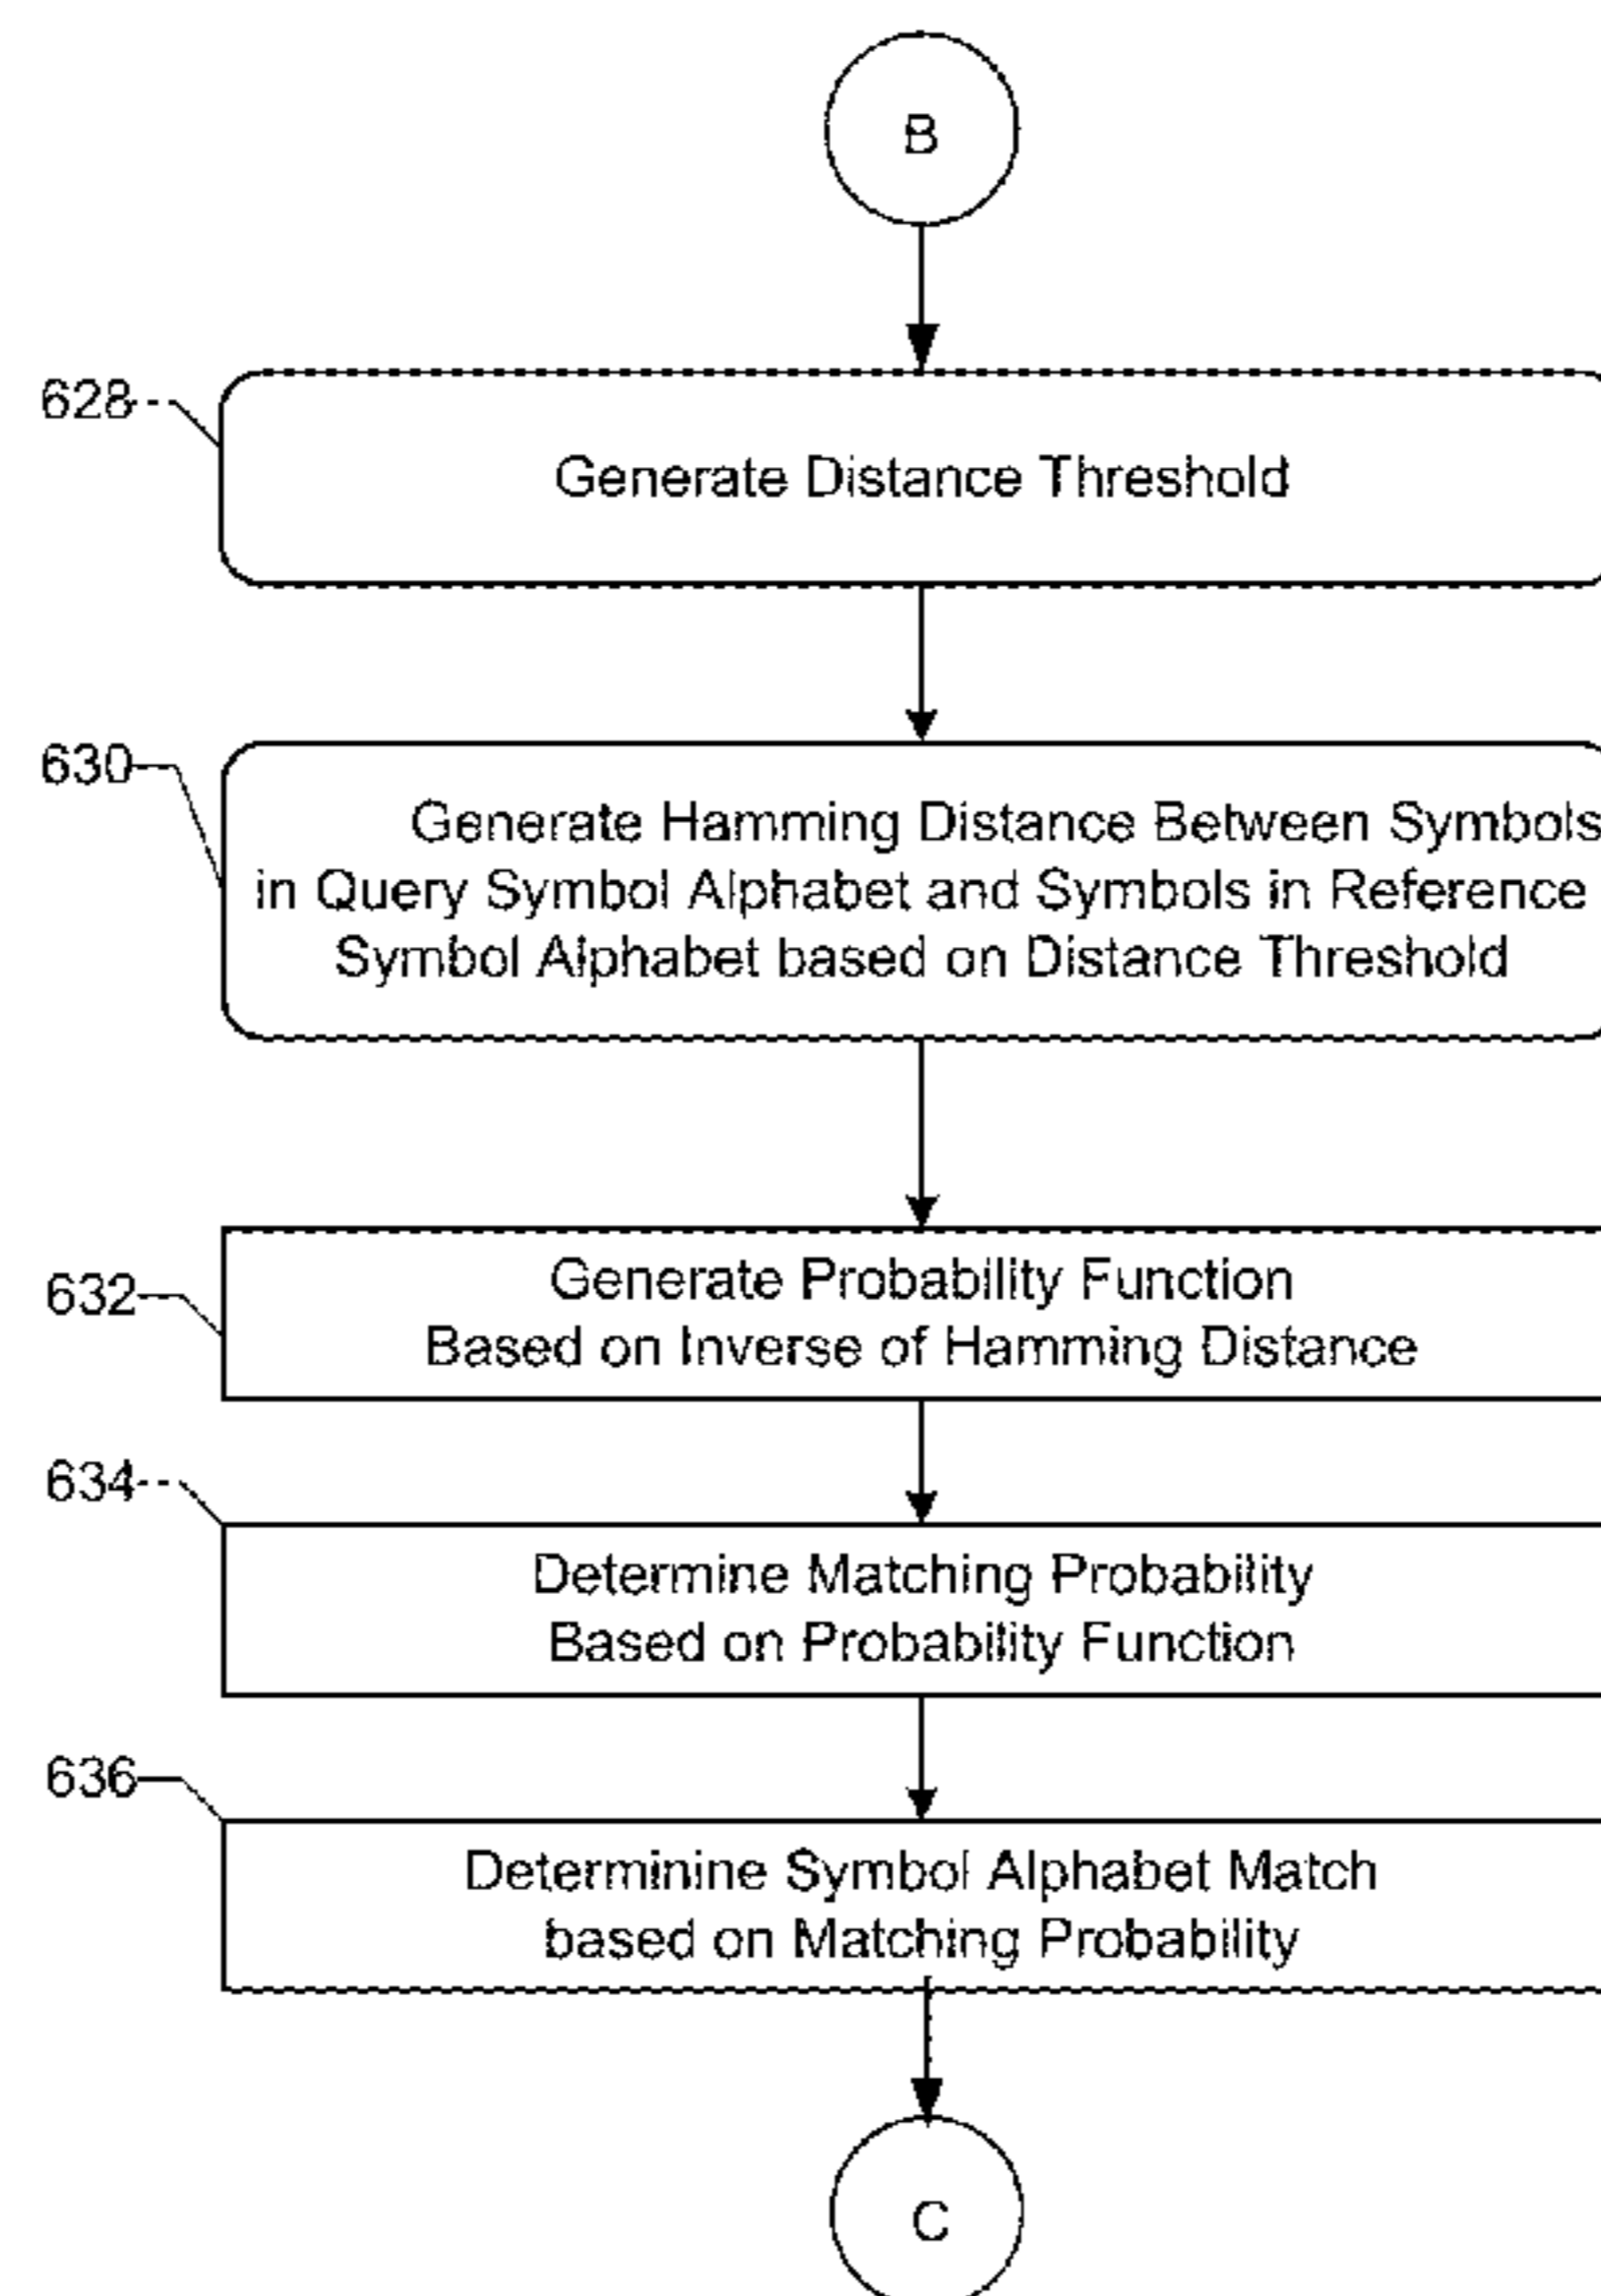 B
628
Generate Distance Threshold
630
Generate Hamming Distance Between Symbols
in Query Symbol Alphabet and Symbols in Reference
Symbol Alphabet based on Distance Threshold
632
Generate Probability Function
Based on Inverse of Hamming Distance
634
Determine Matching Probability
Based on Probability Function
636
Determinine Symbol Alphabet Match
based on Matching Probability
C